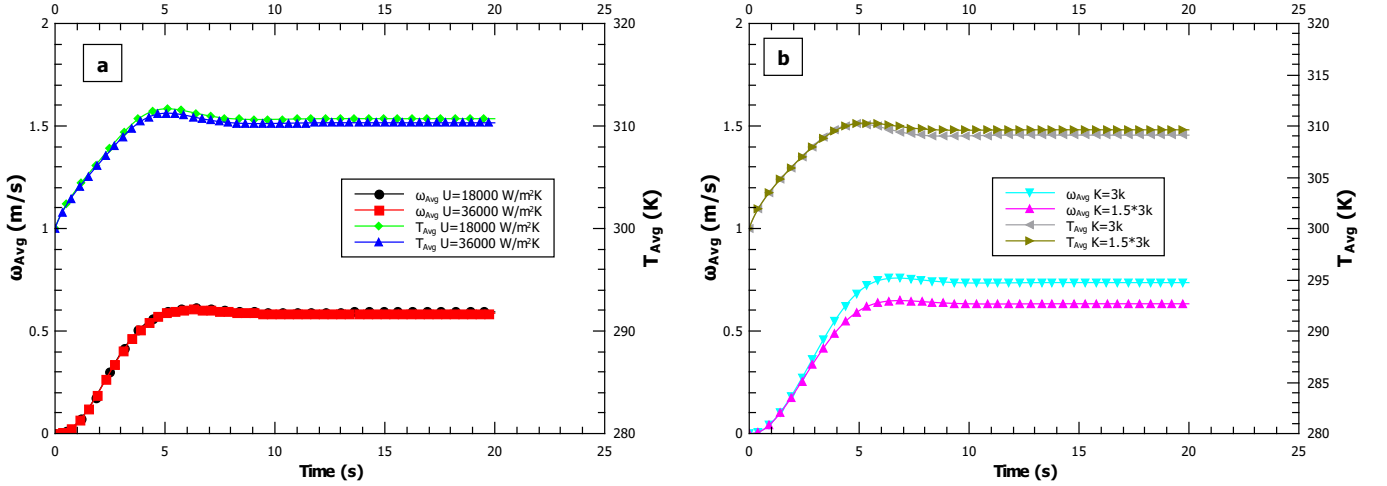 0 5 10 15 20 25
2 320
a
1.5 310
ωAvg (m/s)
TAvg (K)
ωAvg U=18000 W/m²K
ωAvg U=36000 W/m²K
TAvg U=18000 W/m²K
TAvg U=36000 W/m²K
1 300
0.5 290
0 280
0 5 10 15 20 25
Time (s)
0 5 10 15 20 25
2 320
b
315
1.5 310
305
ωAvg (m/s)
TAvg (K)
ωAvg K=3k
ωAvg K=1.5*3k
TAvg K=3k
TAvg K=1.5*3k
1 300
295
0.5 290
285
0 280
0 5 10 15 20 25
Time (s)